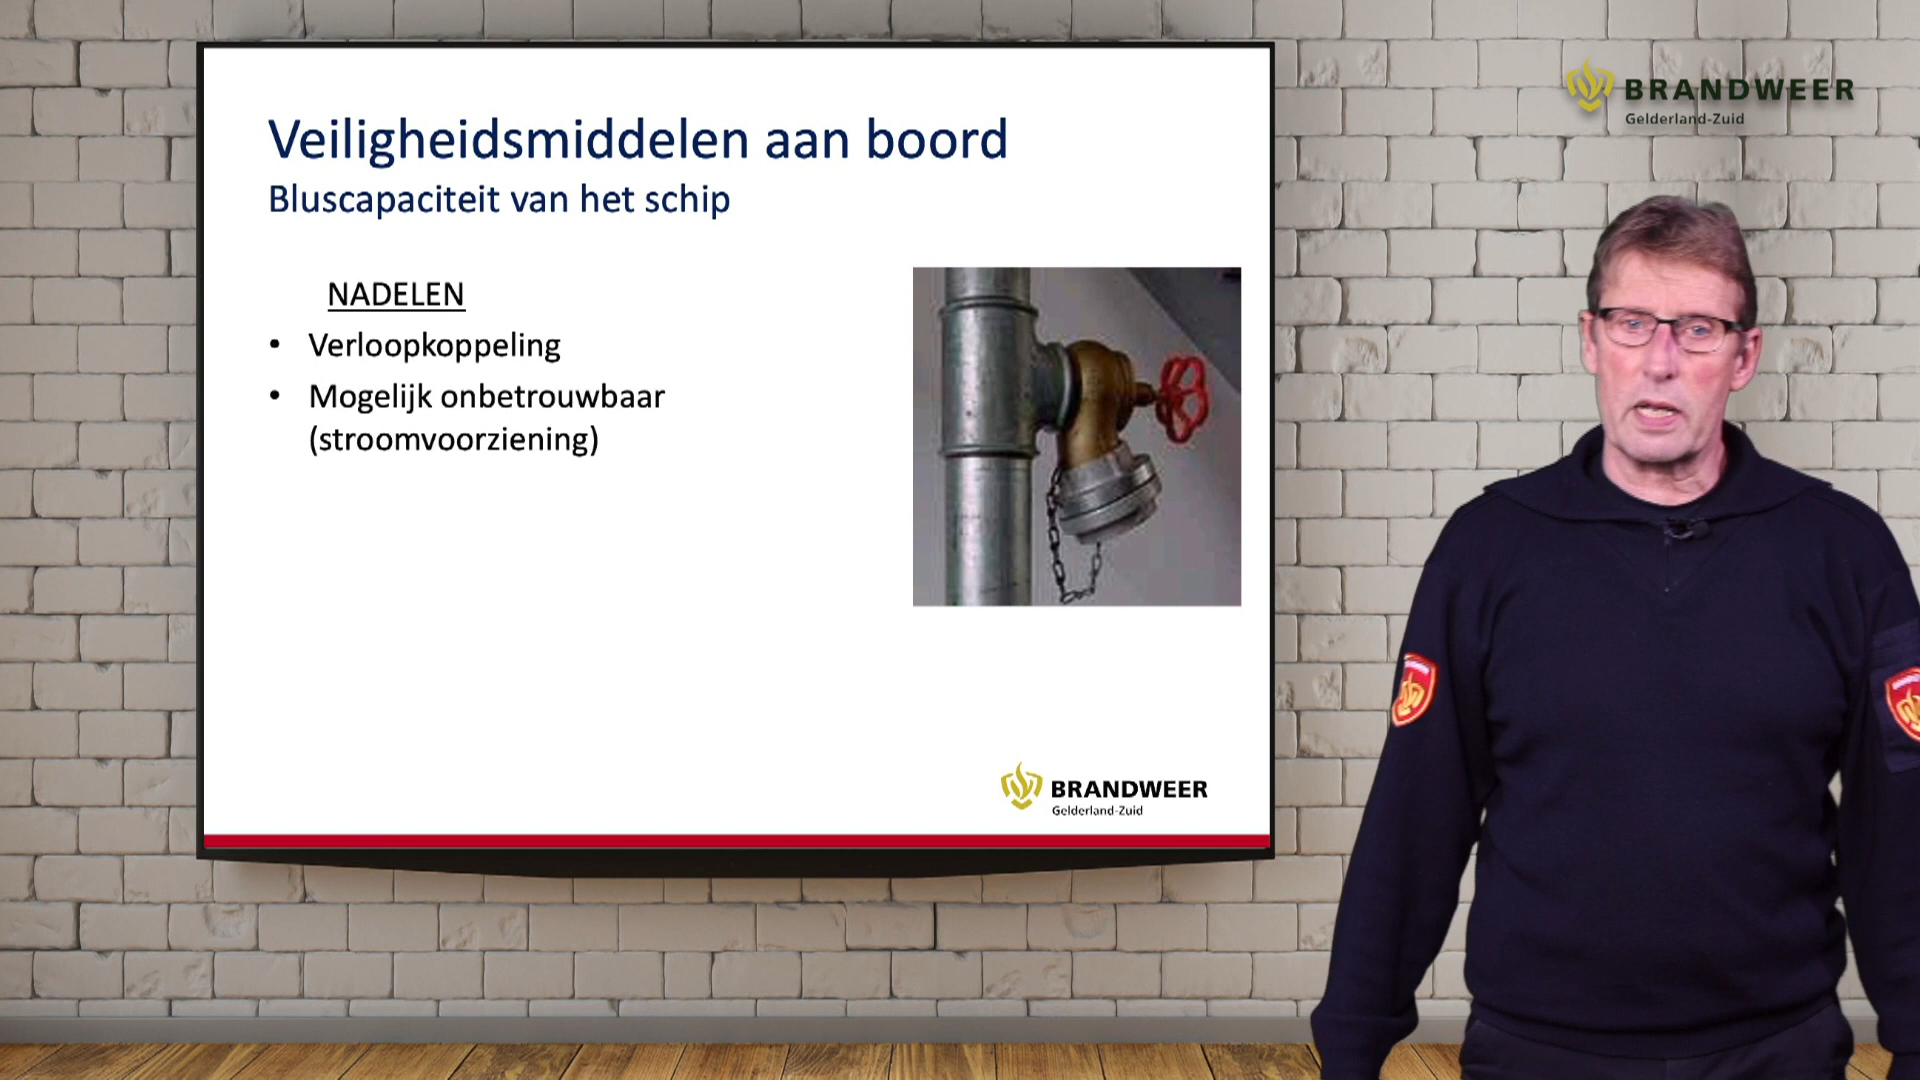 Veiligheidsmiddelen aan boord
Bluscapaciteit van het schip
NADELEN
• Verloopkoppeling
• Mogelijk onbetrouwbaar
(stroomvoorziening)
BRANDWEER
Gelderland-Zuid
BRANDWEER
Gelderland-Zuid